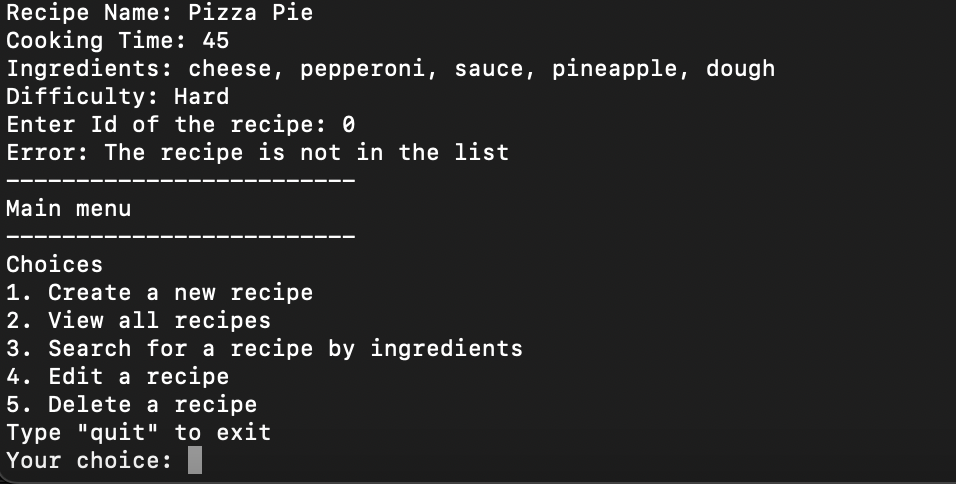 Recipe Name: Pizza Pie
Cooking Time: 45
Ingredients: cheese, pepperoni, sauce, pineapple, dough
Difficulty: Hard
Enter Id of the recipe: 0
Error: The recipe is not in the list
-------------------------
Main menu
-------------------------
Choices
1. Create a new recipe
2. View all recipes
3. Search for a recipe by ingredients
4. Edit a recipe
5. Delete a recipe
Type "quit" to exit
Your choice: